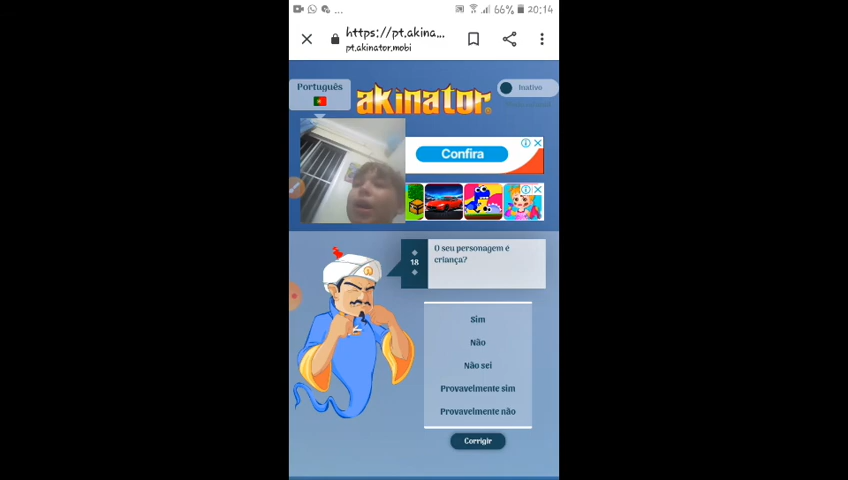 66% 20:14
https://pt.akina...
pt.akinator.mobi
Português
Inativo
akinator
Confira
18
O seu personagem é
criança?
Sim
Não
Não sei
Provavelmente sim
Provavelmente não
Corrigir